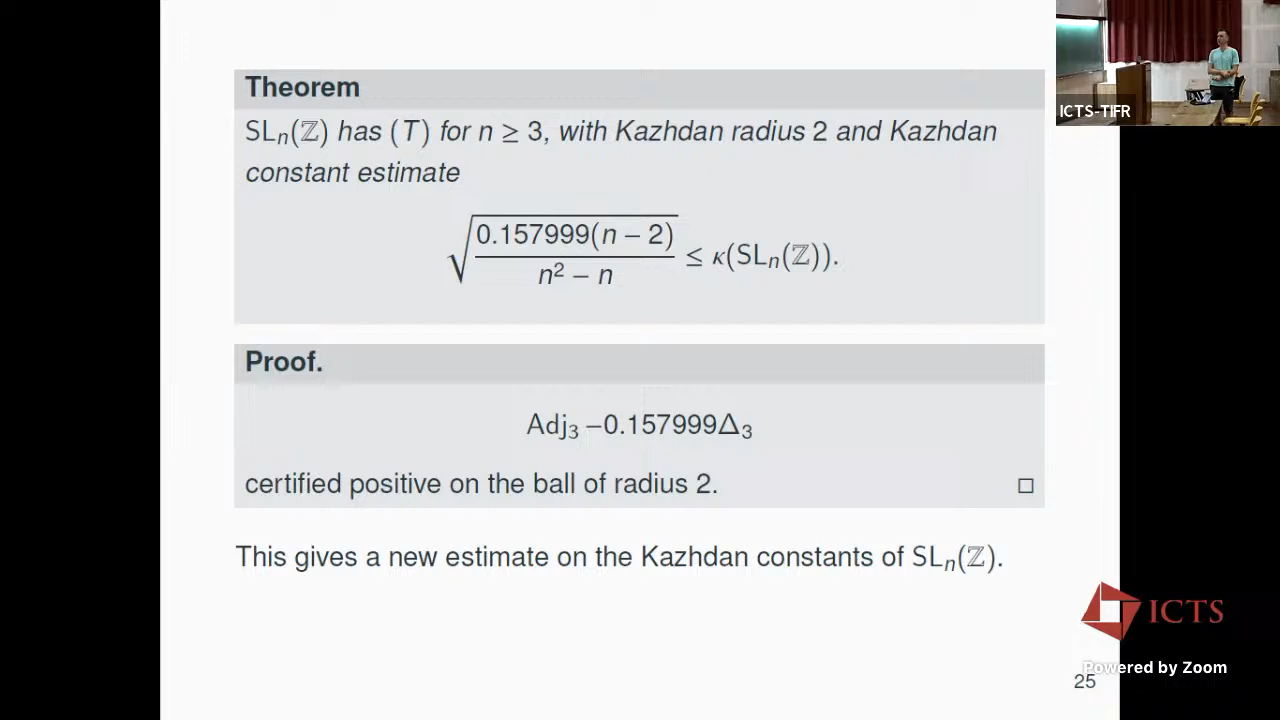 Theorem
SLₙ(ℤ) has (T) for n ≥ 3, with Kazhdan radius 2 and Kazhdan
constant estimate
√(0.157999(n − 2) / (n² − n)) ≤ κ(SLₙ(ℤ)).
Proof.
Adj₃ −0.157999Δ₃
certified positive on the ball of radius 2. □
This gives a new estimate on the Kazhdan constants of SLₙ(ℤ).
ICTS-TIFR
ICTS
Powered by Zoom
25